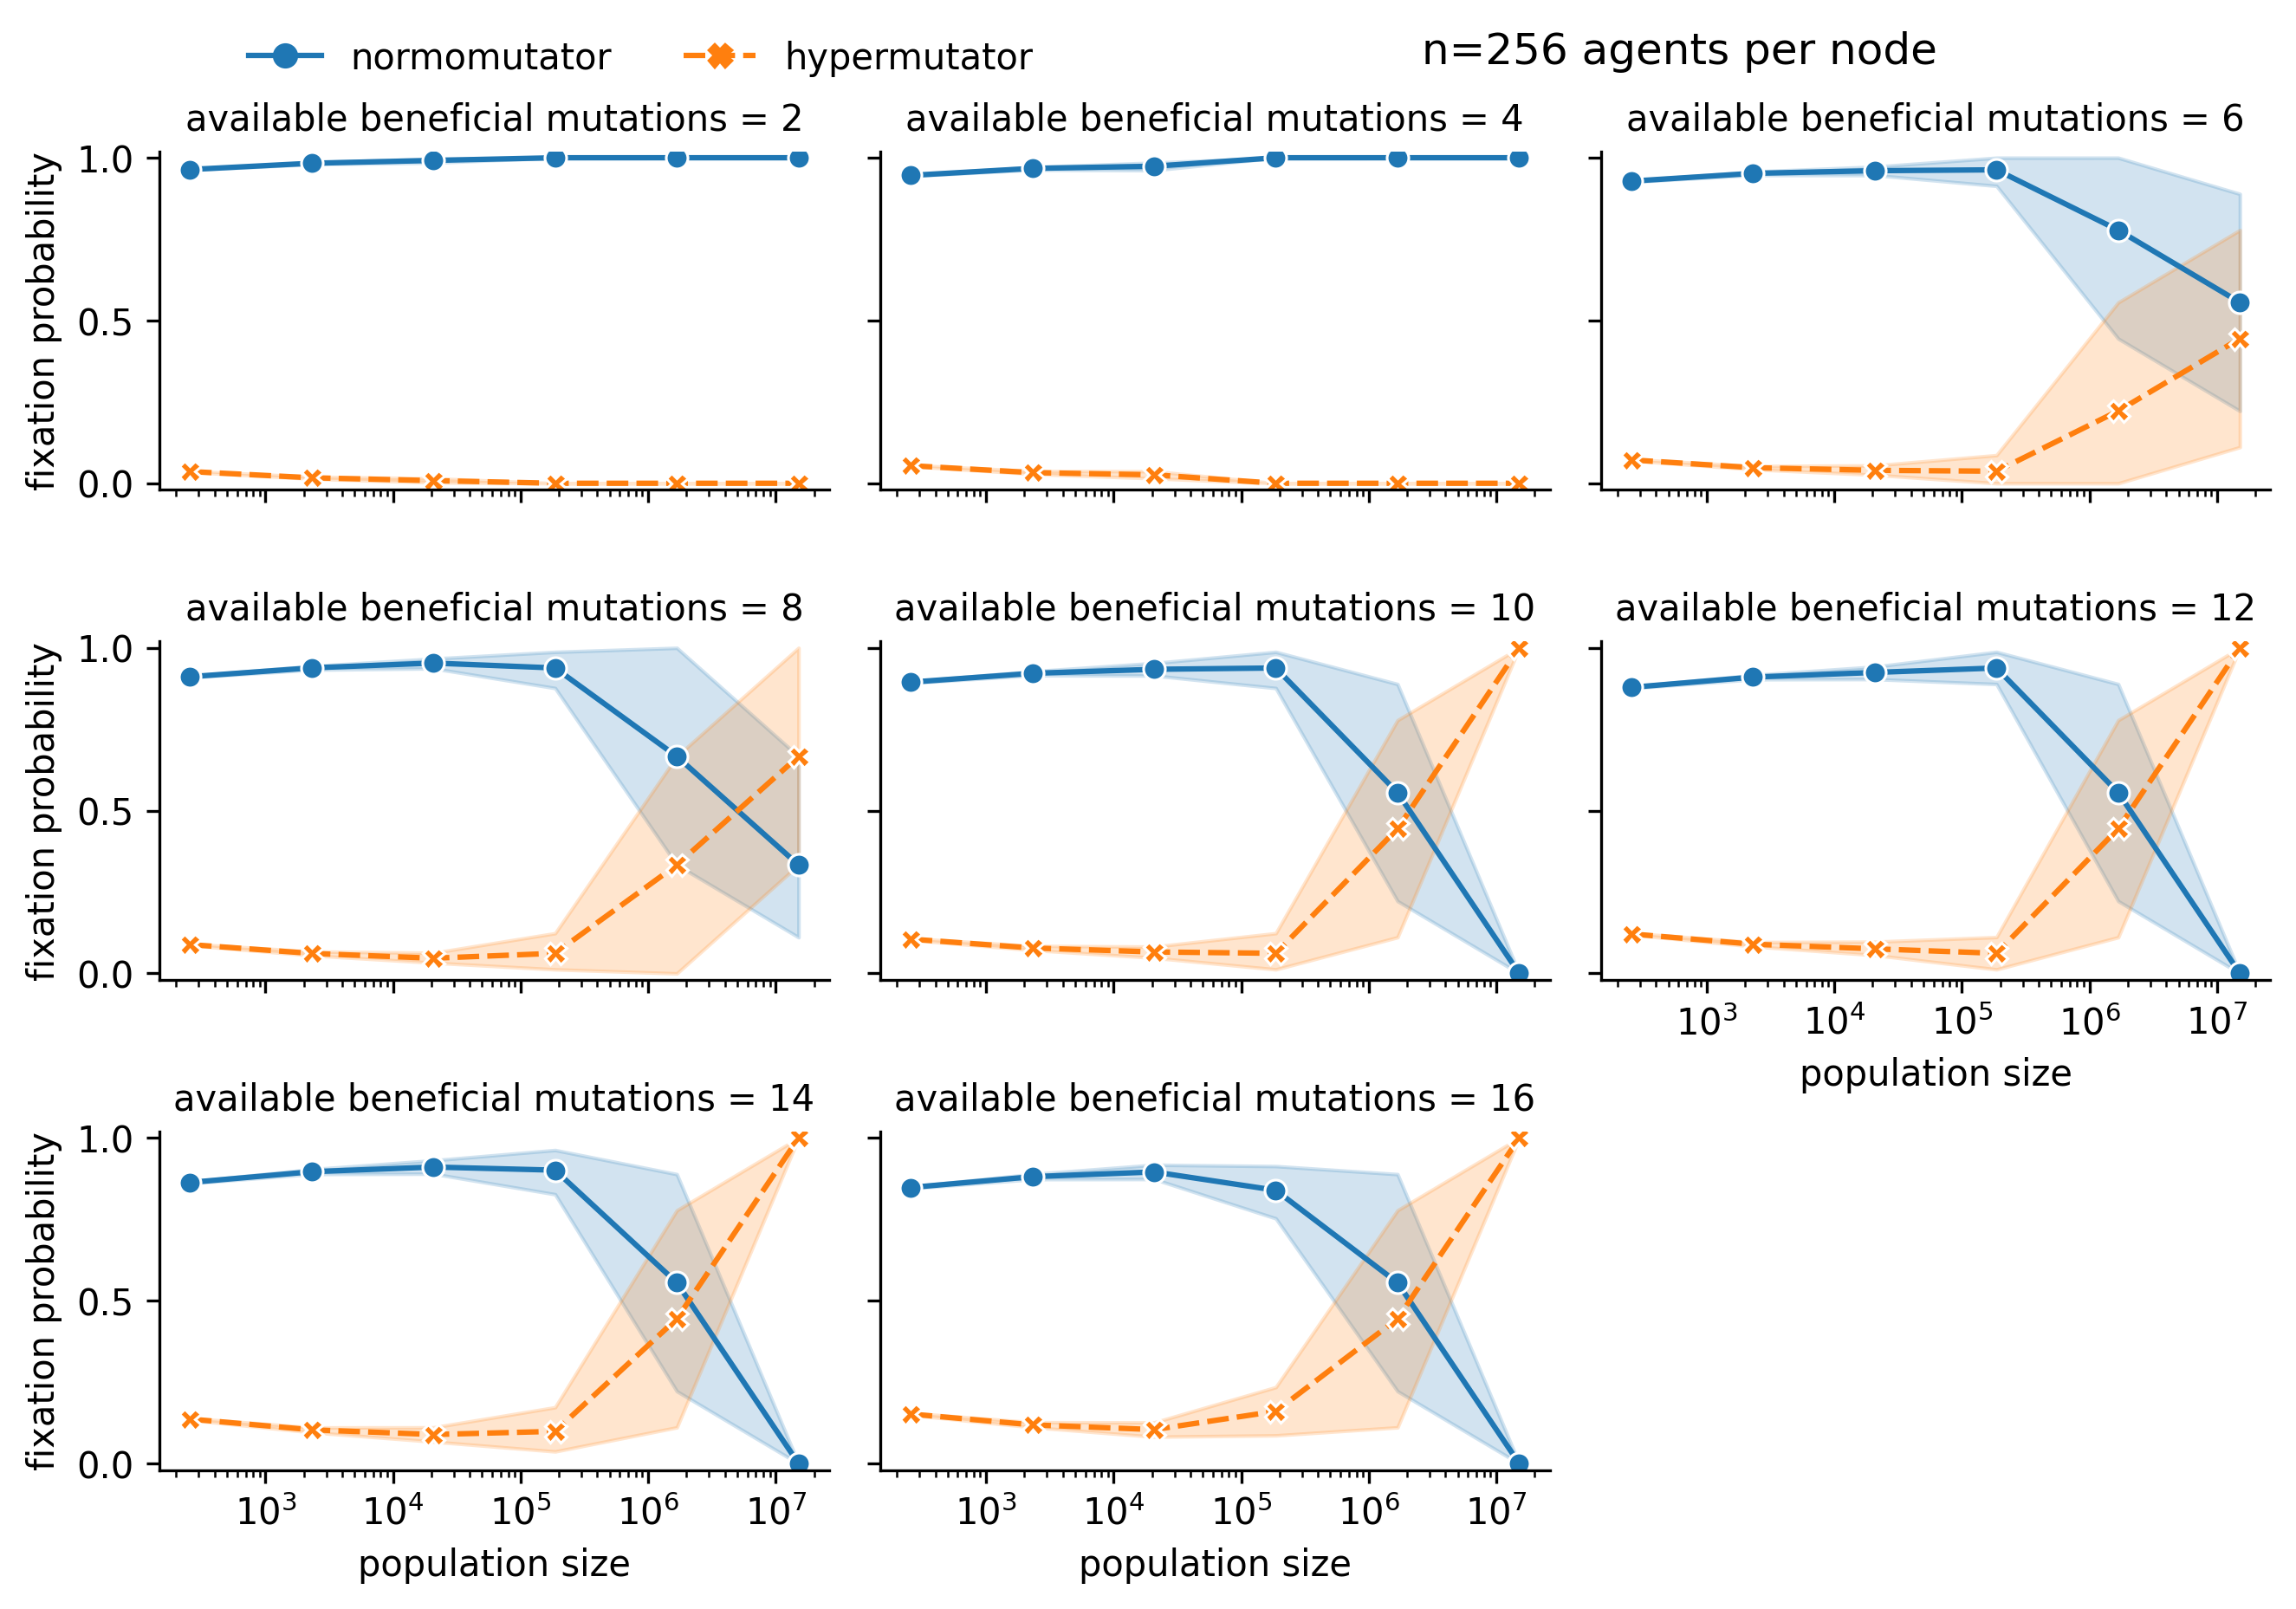 normomutator hypermutator n=256 agents per node
available beneficial mutations = 2
available beneficial mutations = 4
available beneficial mutations = 6
fixation probability
1.0
0.5
0.0
available beneficial mutations = 8
available beneficial mutations = 10
available beneficial mutations = 12
fixation probability
1.0
0.5
0.0
10³ 10⁴ 10⁵ 10⁶ 10⁷
population size
available beneficial mutations = 14
available beneficial mutations = 16
fixation probability
1.0
0.5
0.0
10³ 10⁴ 10⁵ 10⁶ 10⁷
population size
10³ 10⁴ 10⁵ 10⁶ 10⁷
population size